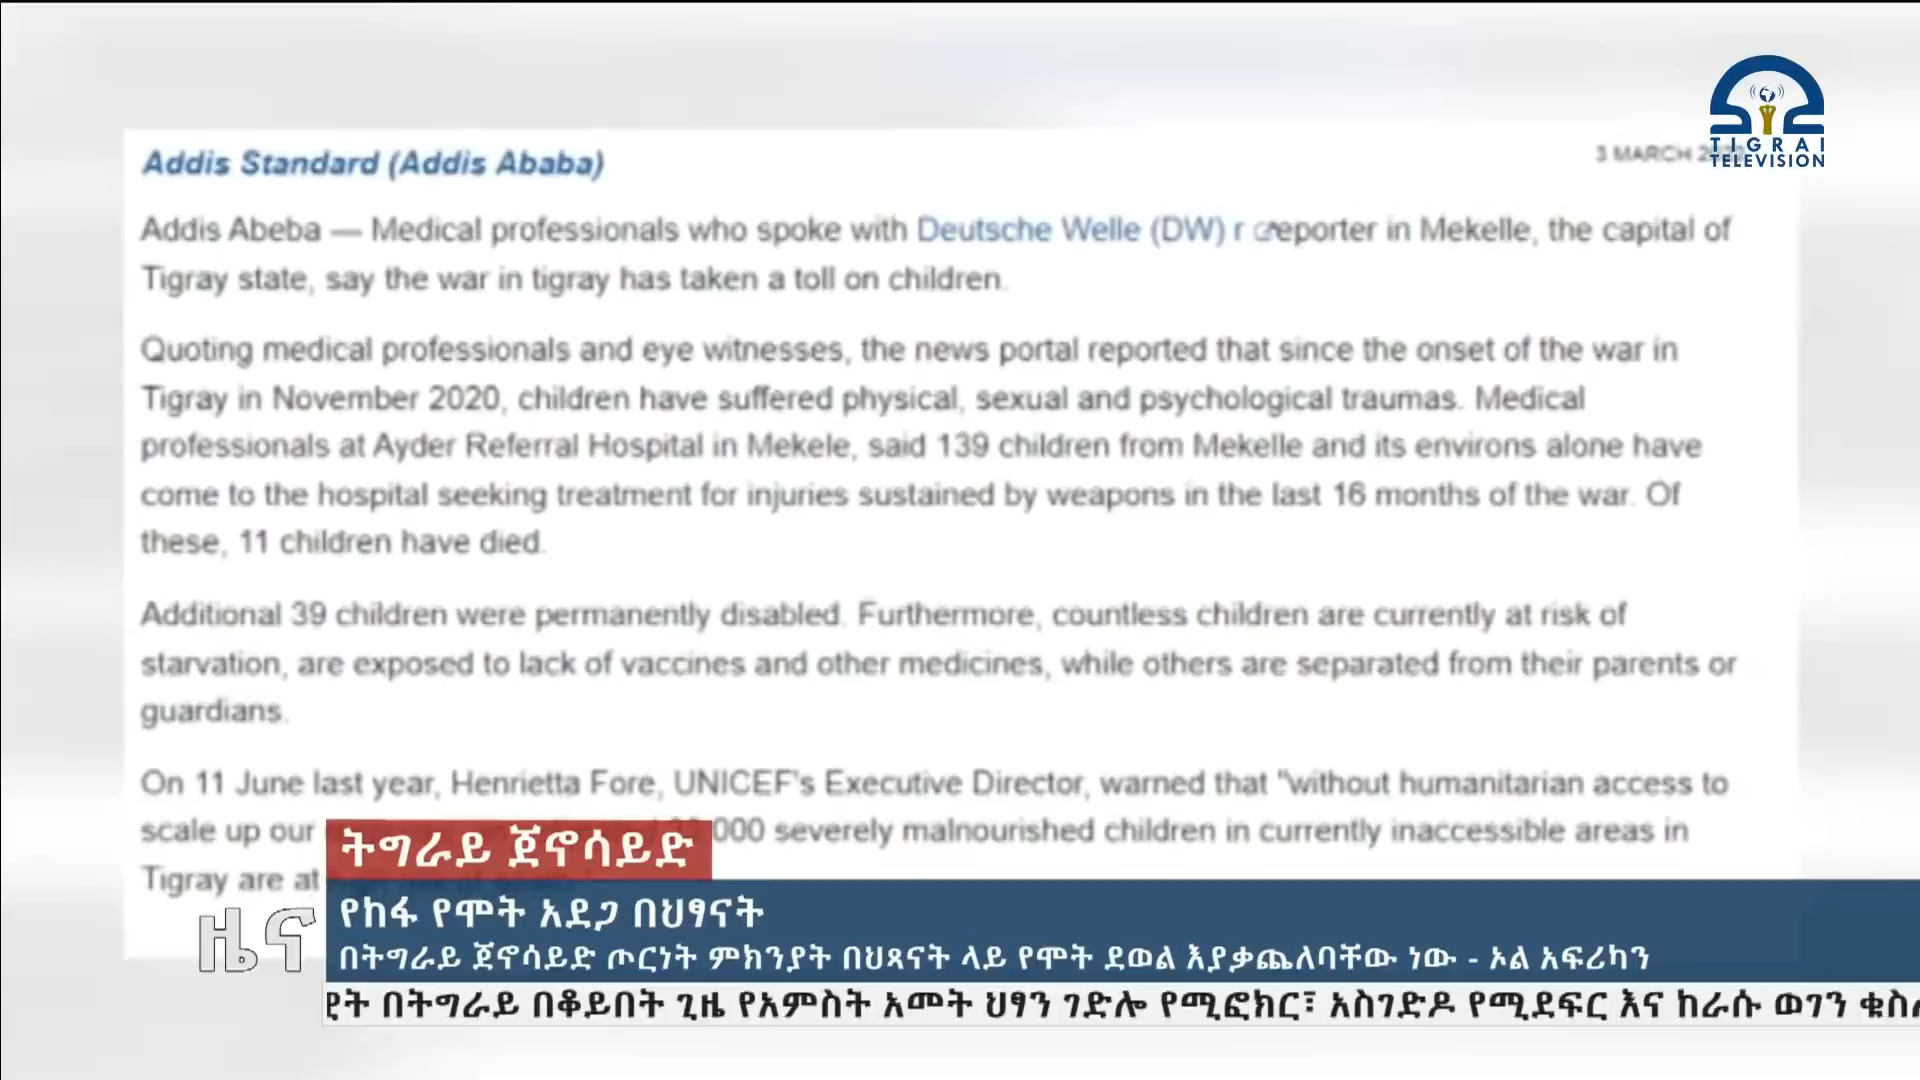 TIGRAI
TELEVISION
Addis Standard (Addis Ababa)
3 MARCH
Addis Abeba — Medical professionals who spoke with Deutsche Welle (DW) r reporter in Mekelle, the capital of
Tigray state, say the war in tigray has taken a toll on children.
Quoting medical professionals and eye witnesses, the news portal reported that since the onset of the war in
Tigray in November 2020, children have suffered physical, sexual and psychological traumas. Medical
professionals at Ayder Referral Hospital in Mekele, said 139 children from Mekelle and its environs alone have
come to the hospital seeking treatment for injuries sustained by weapons in the last 16 months of the war. Of
these, 11 children have died.
Additional 39 children were permanently disabled. Furthermore, countless children are currently at risk of
starvation, are exposed to lack of vaccines and other medicines, while others are separated from their parents or
guardians.
On 11 June last year, Henrietta Fore, UNICEF's Executive Director, warned that "without humanitarian access to
scale up our 000 severely malnourished children in currently inaccessible areas in
Tigray are at
ትግራይ ጀኖሳይድ
ዜና
የከፋ የሞት አደጋ በህፃናት
በትግራይ ጀኖሳይድ ጦርነት ምክንያት በህጻናት ላይ የሞት ደወል እያቃጨለባቸው ነው - ኦል አፍሪካን
በትግራይ በቆይበት ጊዜ የአምስት አመት ህፃን ገድሎ የሚፎክር፣ አስገድዶ የሚደፍር እና ከራሱ ወገን